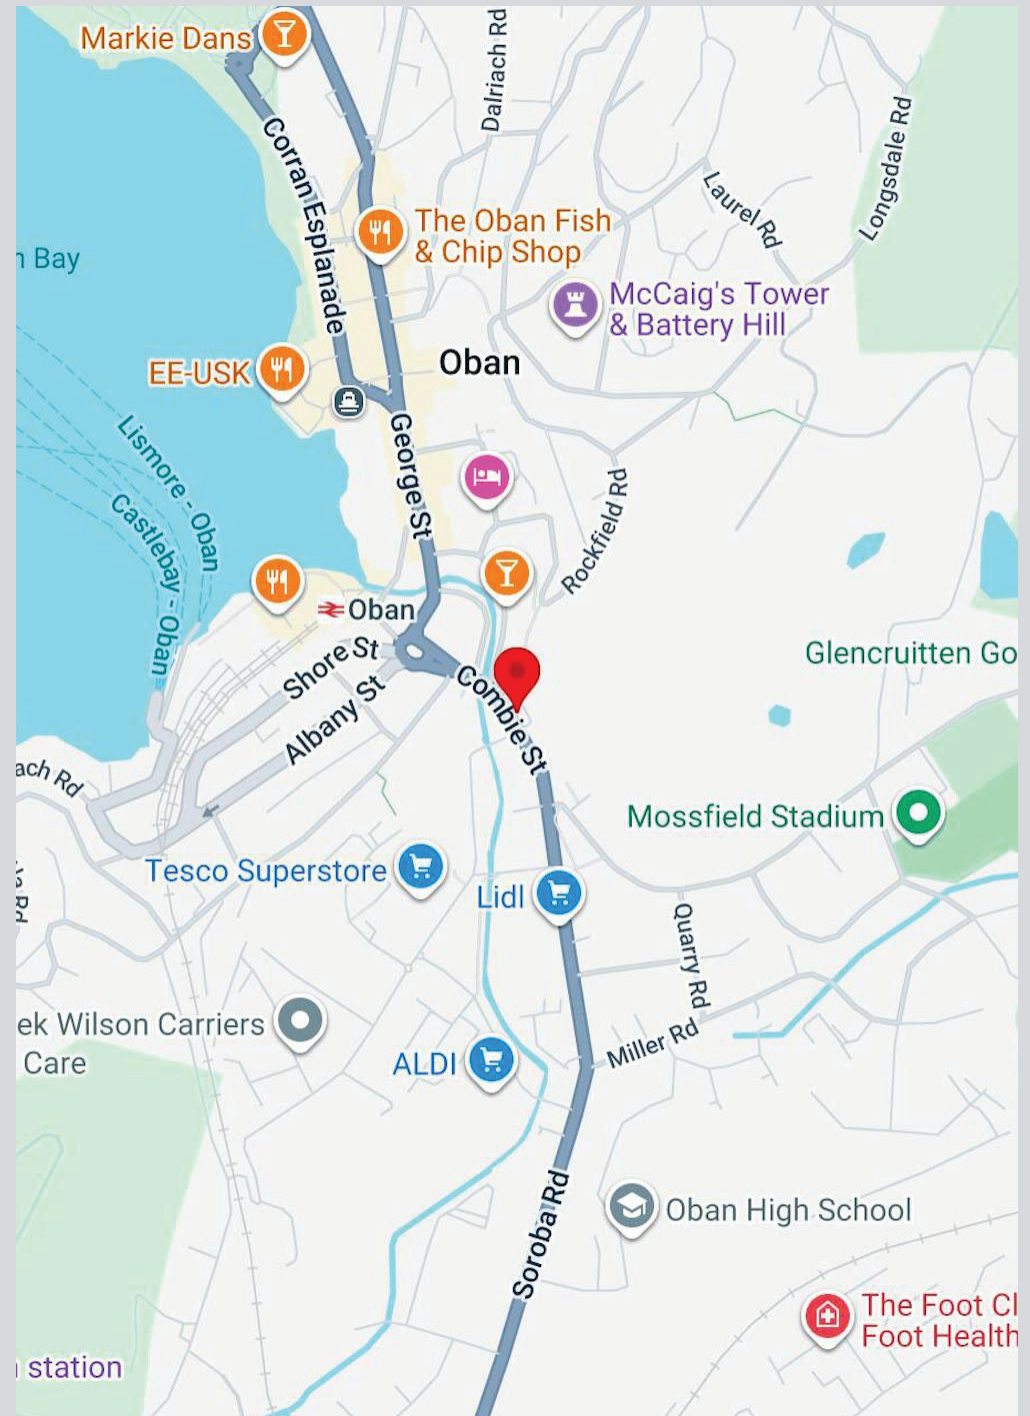 Markie Dans
Dalriach Rd
Corran Esplanade
Longsdale Rd
Laurel Rd
The Oban Fish
& Chip Shop
Bay
McCaig's Tower
& Battery Hill
EE-USK
Oban
George St
Lismore - Oban
Castlebay - Oban
Rockfield Rd
Oban
Shore St
Glencruitten Go
Combie St
Albany St
ach Rd
Mossfield Stadium
Tesco Superstore
Lidl
Rd
Quarry Rd
ek Wilson Carriers
Care
Miller Rd
ALDI
Soroba Rd
Oban High School
The Foot Cl
Foot Health
station